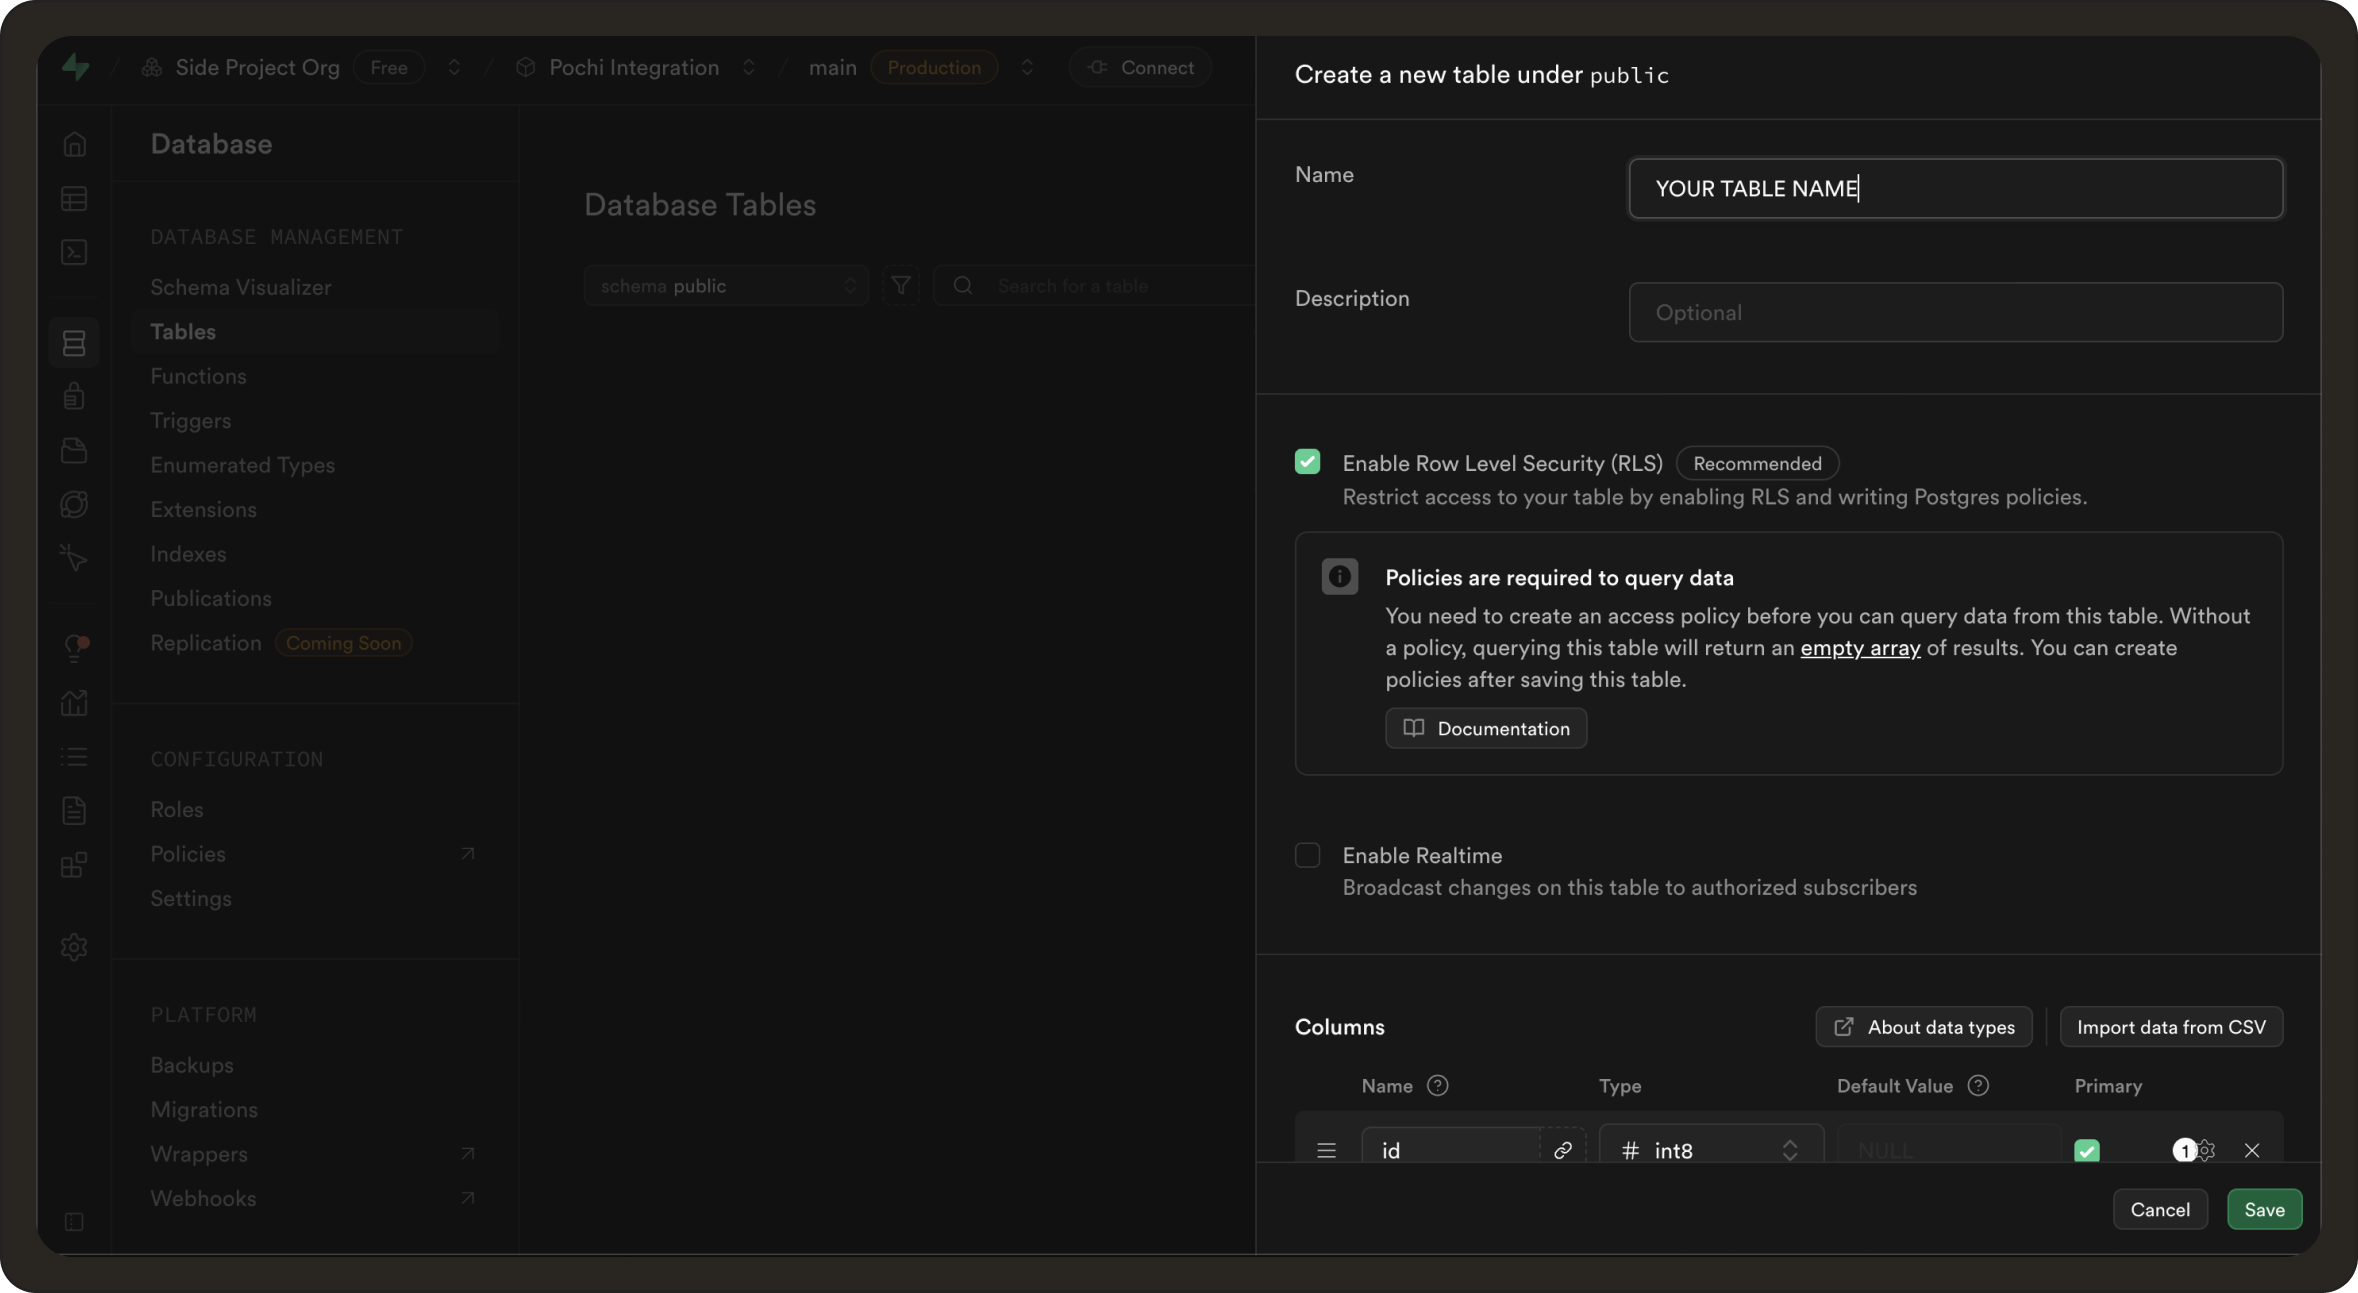 / Side Project Org Free / Pochi Integration / main Production Connect
Database
DATABASE MANAGEMENT
Schema Visualizer
Tables
Functions
Triggers
Enumerated Types
Extensions
Indexes
Publications
Replication Coming Soon
CONFIGURATION
Roles
Policies
Settings
PLATFORM
Backups
Migrations
Wrappers
Webhooks
Database Tables
schema public
Search for a table
Create a new table under public
Name
YOUR TABLE NAME
Description
Optional
Enable Row Level Security (RLS) Recommended
Restrict access to your table by enabling RLS and writing Postgres policies.
Policies are required to query data
You need to create an access policy before you can query data from this table. Without
a policy, querying this table will return an empty array of results. You can create
policies after saving this table.
Documentation
Enable Realtime
Broadcast changes on this table to authorized subscribers
Columns
About data types
Import data from CSV
Name ? Type Default Value ? Primary
id # int8 NULL 1
Cancel Save